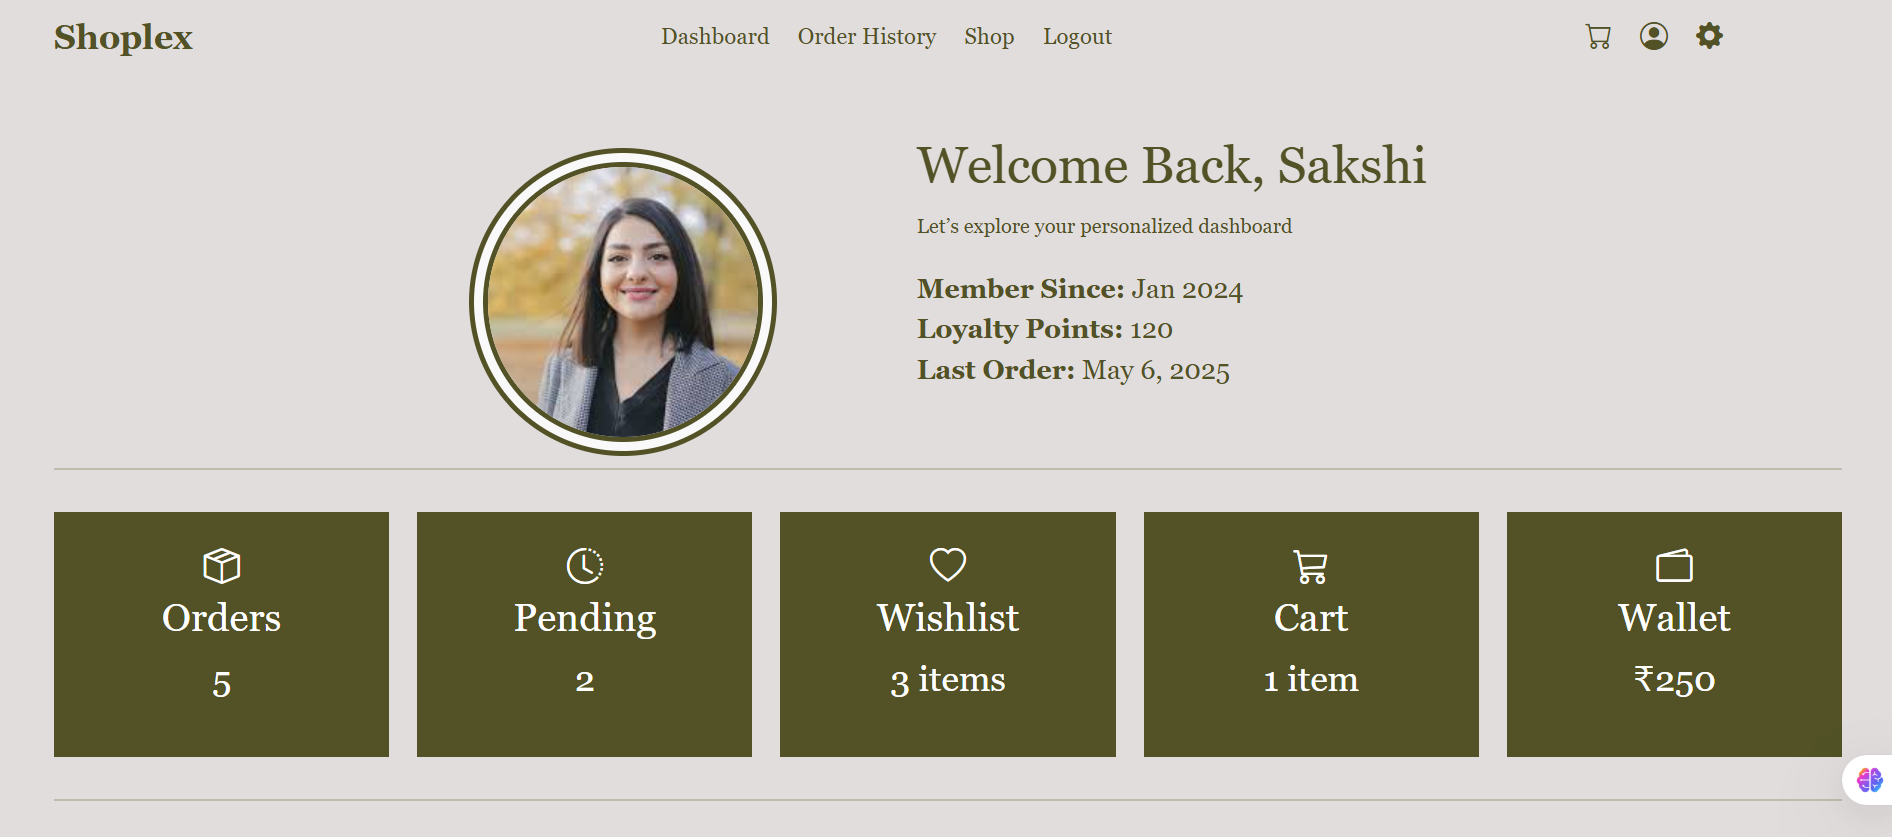 Shoplex
Dashboard Order History Shop Logout
Welcome Back, Sakshi
Let’s explore your personalized dashboard
Member Since: Jan 2024
Loyalty Points: 120
Last Order: May 6, 2025
Orders
5
Pending
2
Wishlist
3 items
Cart
1 item
Wallet
₹250